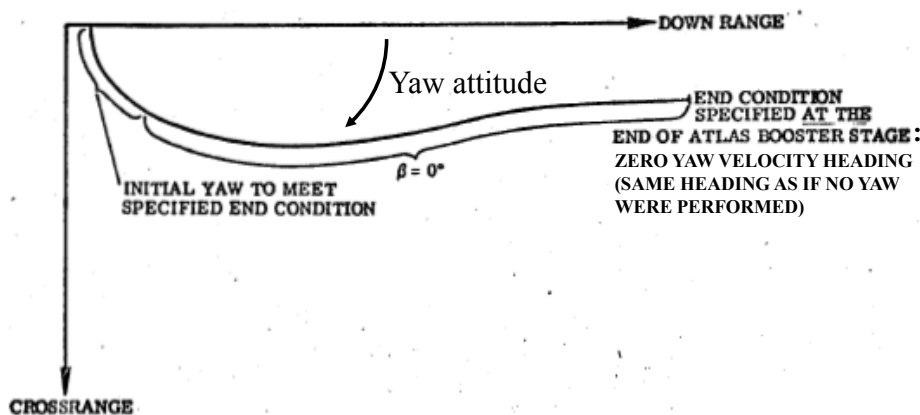 DOWN RANGE
Yaw attitude
END CONDITION
SPECIFIED AT THE
END OF ATLAS BOOSTER STAGE:
ZERO YAW VELOCITY HEADING
(SAME HEADING AS IF NO YAW
WERE PERFORMED)
β = 0°
INITIAL YAW TO MEET
SPECIFIED END CONDITION
CROSSRANGE